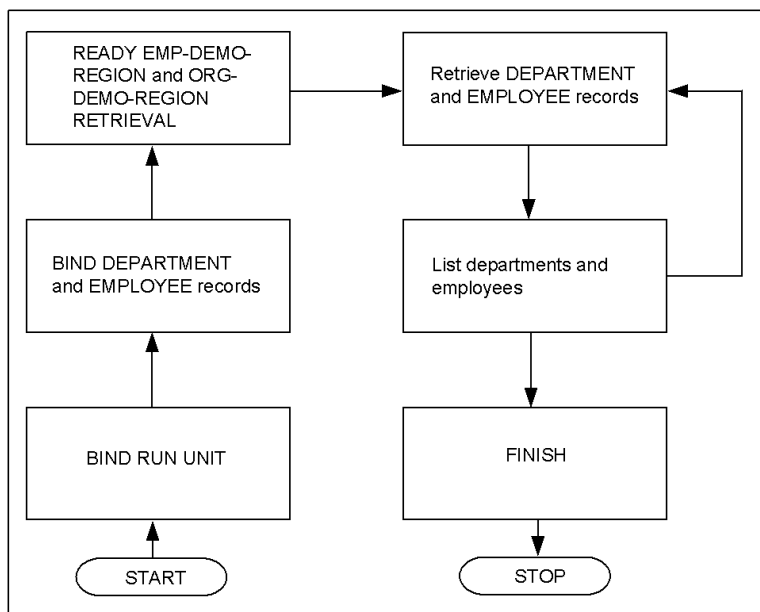 READY EMP-DEMO-
REGION and ORG-
DEMO-REGION
RETRIEVAL
Retrieve DEPARTMENT
and EMPLOYEE records
BIND DEPARTMENT
and EMPLOYEE records
List departments and
employees
BIND RUN UNIT
FINISH
START
STOP